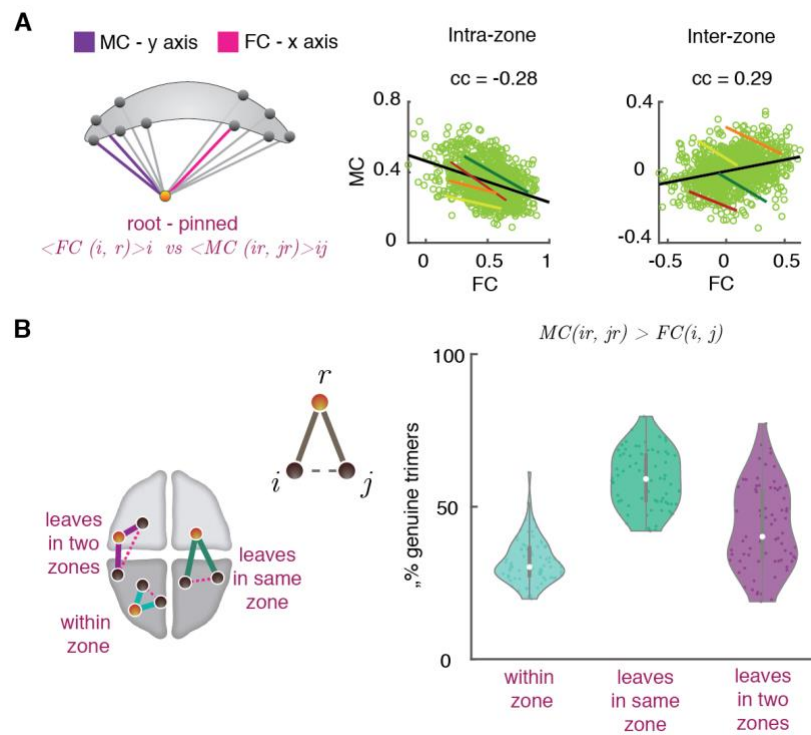 A
MC - y axis FC - x axis
root - pinned
<FC (i, r)>i vs <MC (ir, jr)>ij
Intra-zone
cc = -0.28
MC
0.8
0.4
0
0 0.5 1
FC
Inter-zone
cc = 0.29
0.4
0
-0.4
-0.5 0 0.5
FC
B
r
i j
leaves
in two
zones
leaves
in same
zone
within
zone
MC(ir, jr) > FC(i, j)
„% genuine trimers
100
50
0
within
zone
leaves
in same
zone
leaves
in two
zones